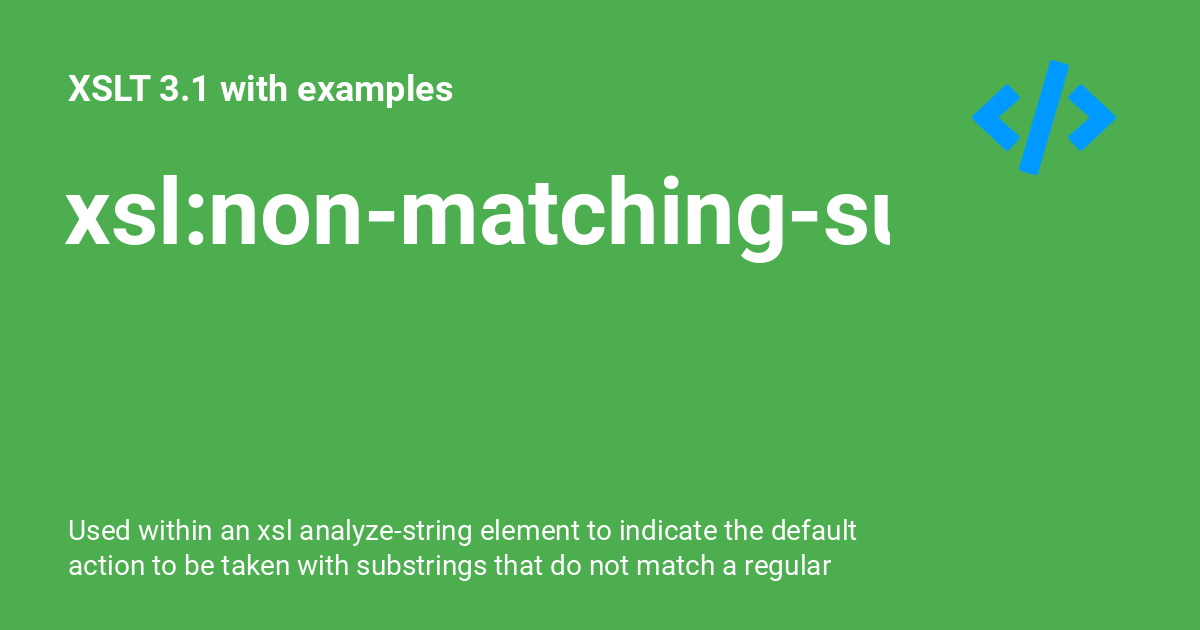 XSLT 3.1 with examples
xsl:non-matching-su
Used within an xsl analyze-string element to indicate the default
action to be taken with substrings that do not match a regular